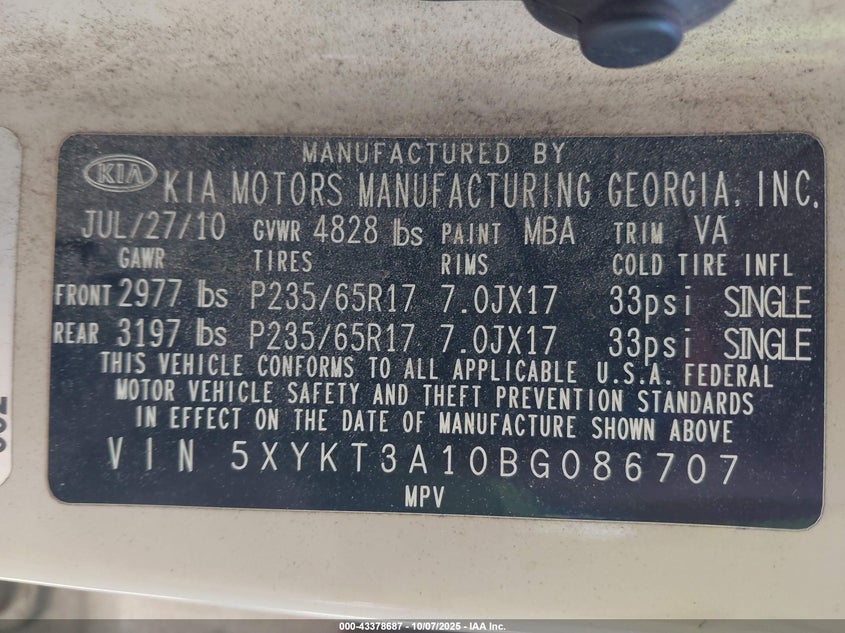 MANUFACTURED BY
KIA KIA MOTORS MANUFACTURING GEORGIA, INC.
JUL/27/10 GVWR 4828 lbs PAINT MBA TRIM VA
GAWR TIRES RIMS COLD TIRE INFL
FRONT 2977 lbs P235/65R17 7.0JX17 33psi SINGLE
REAR 3197 lbs P235/65R17 7.0JX17 33psi SINGLE
THIS VEHICLE CONFORMS TO ALL APPLICABLE U.S.A. FEDERAL
MOTOR VEHICLE SAFETY AND THEFT PREVENTION STANDARDS
IN EFFECT ON THE DATE OF MANUFACTURE SHOWN ABOVE
VIN 5XYKT3A10BG086707
MPV
000-43378687 - 10/07/2025 - IAA Inc.